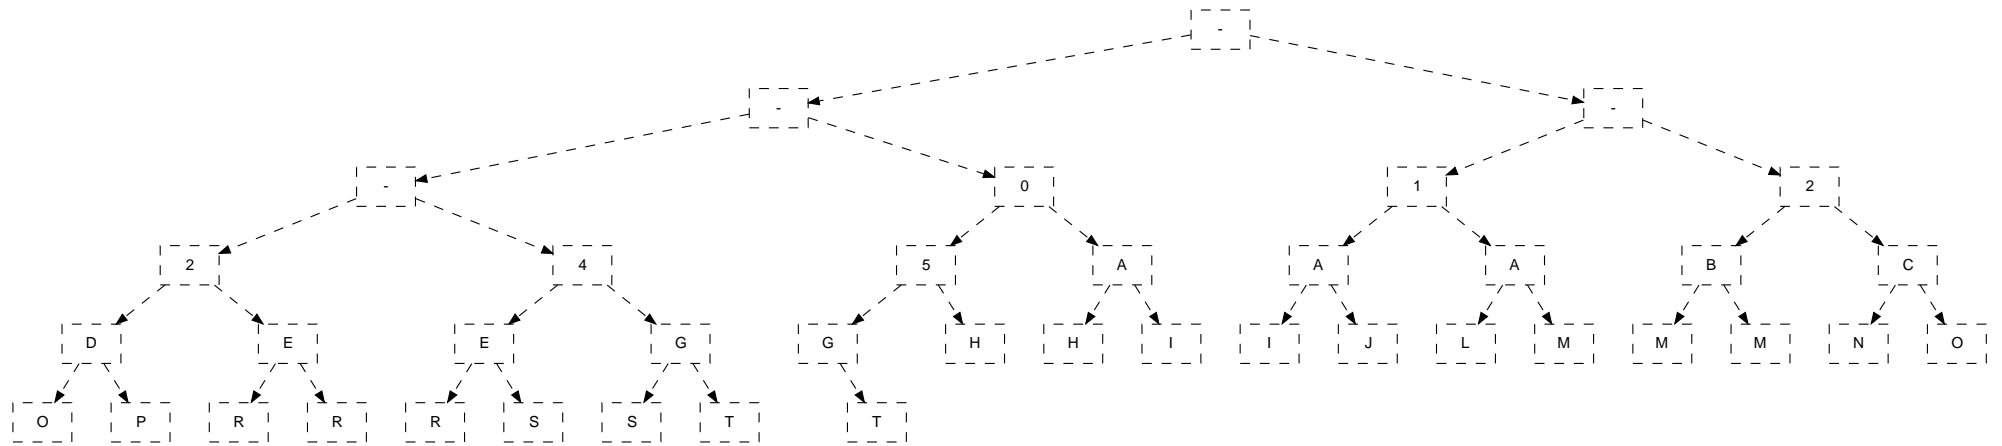 -
- -
- 0 1 2
2 4 5 A A A B C
D E E G G H H I I J L M M M N O
O P R R R S S T T